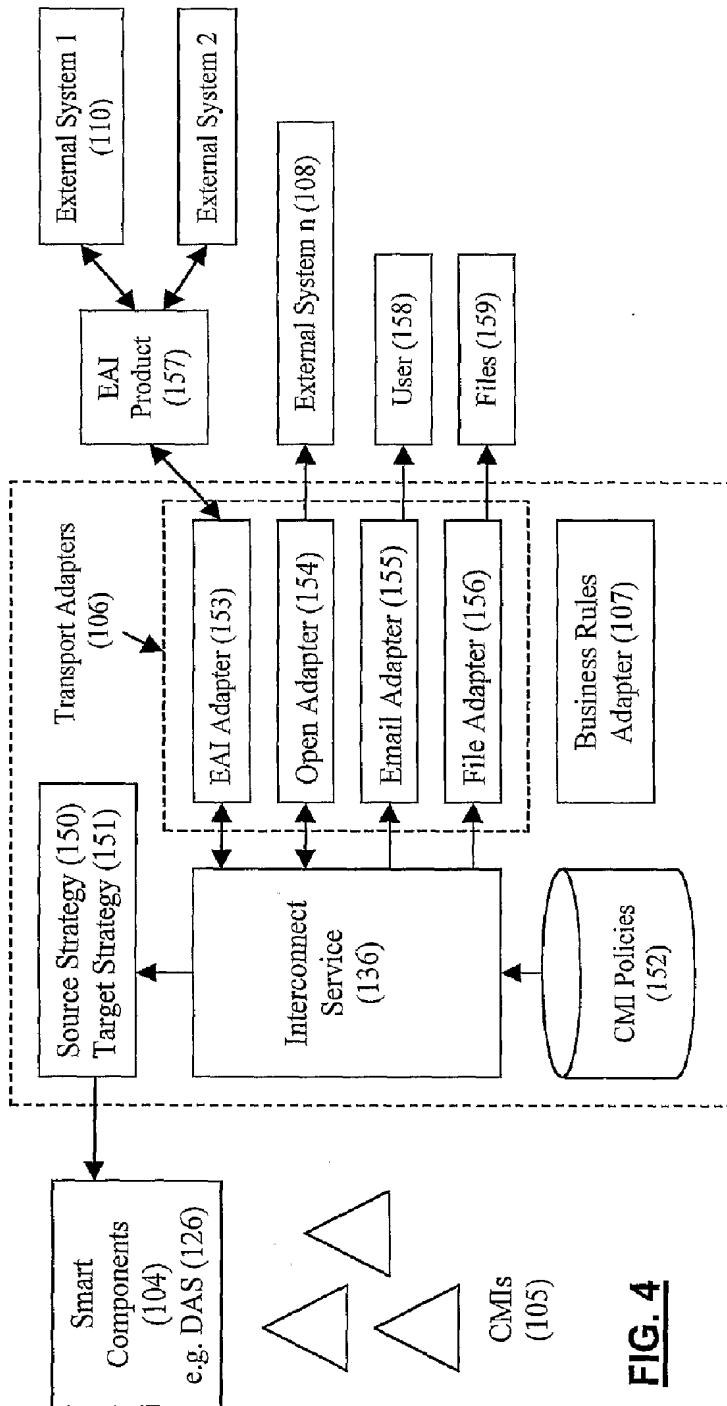 Smart
Components
(104)
e.g. DAS (126)
CMIs
(105)
Source Strategy (150)
Target Strategy (151)
Interconnect
Service
(136)
CMI Policies
(152)
Transport Adapters
(106)
EAI Adapter (153)
Open Adapter (154)
Email Adapter (155)
File Adapter (156)
Business Rules
Adapter (107)
EAI
Product
(157)
External System 1
(110)
External System 2
External System n (108)
User (158)
Files (159)
FIG. 4